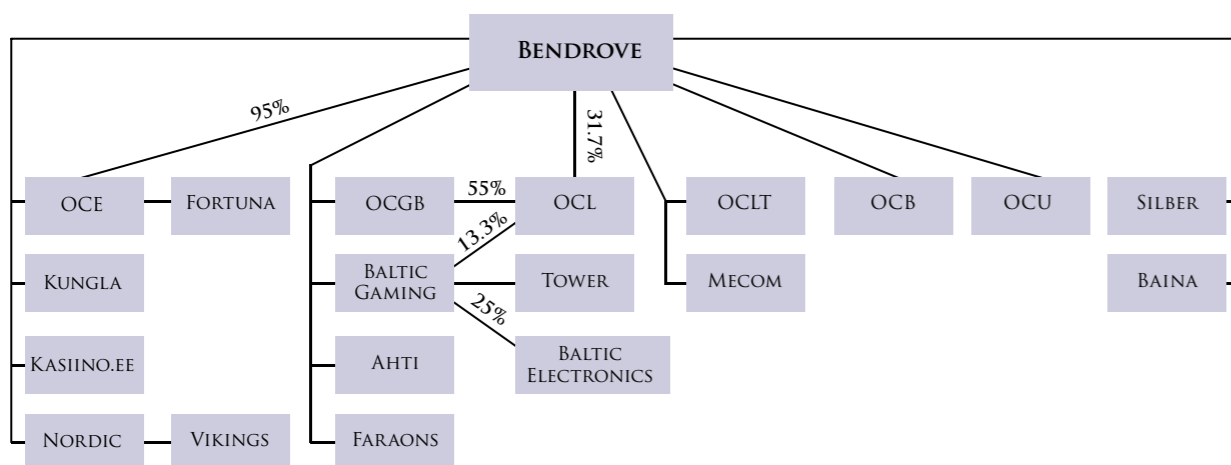 BENDROVE
95%
31.7%
OCE
FORTUNA
OCGB
55%
OCL
OCLT
OCB
OCU
SILBER
13.3%
KUNGLA
BALTIC
GAMING
TOWER
MECOM
BAINA
25%
KASIINO.EE
AHTI
BALTIC
ELECTRONICS
NORDIC
VIKINGS
FARAONS